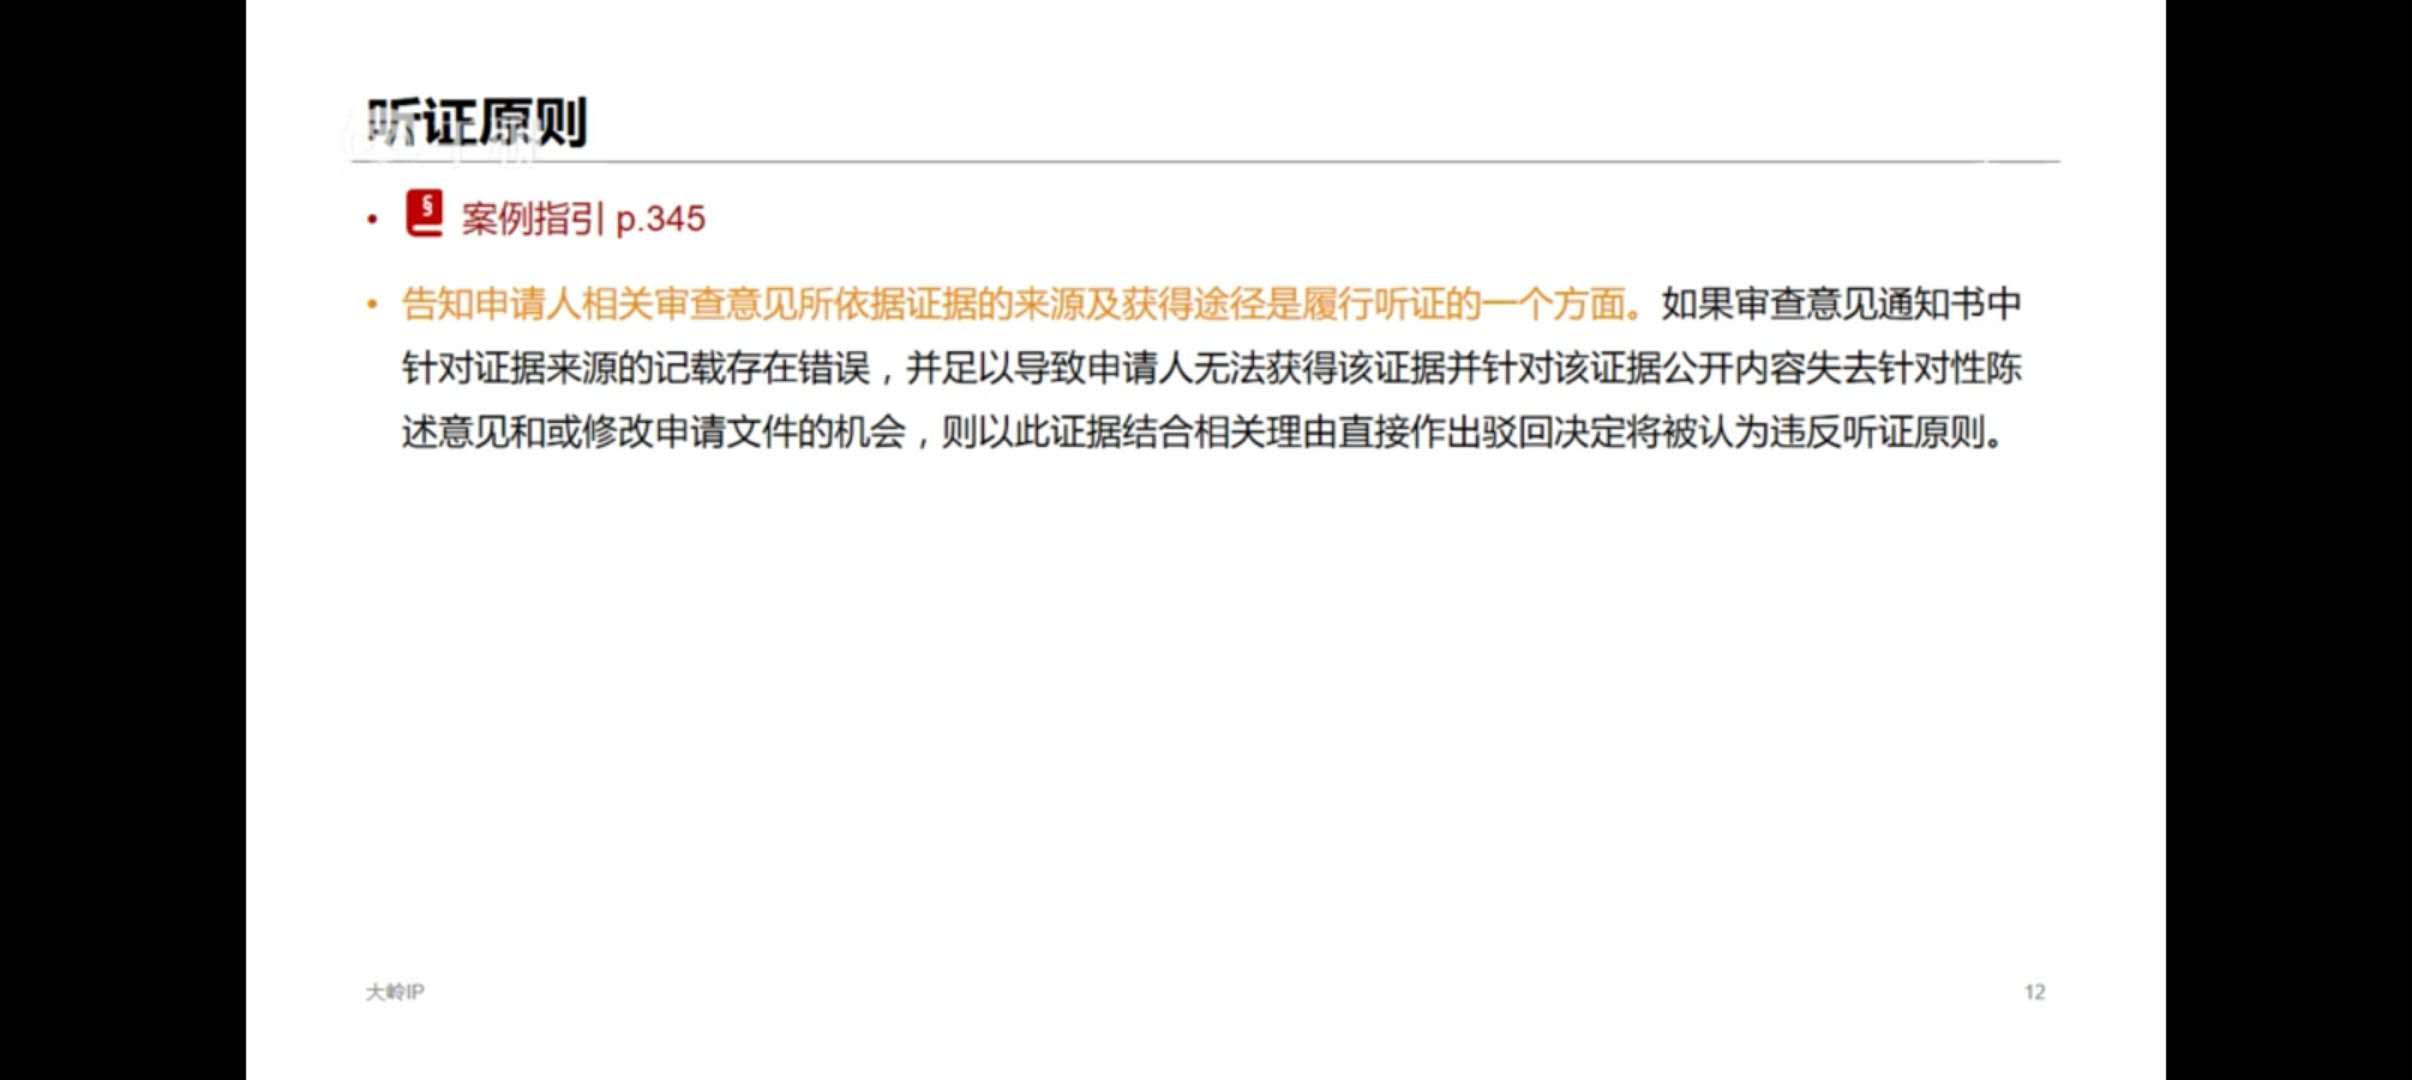 听证原则
• § 案例指引 p.345
• 告知申请人相关审查意见所依据证据的来源及获得途径是履行听证的一个方面。如果审查意见通知书中
针对证据来源的记载存在错误，并足以导致申请人无法获得该证据并针对该证据公开内容失去针对性陈
述意见和或修改申请文件的机会，则以此证据结合相关理由直接作出驳回决定将被认为违反听证原则。
大岭IP
12